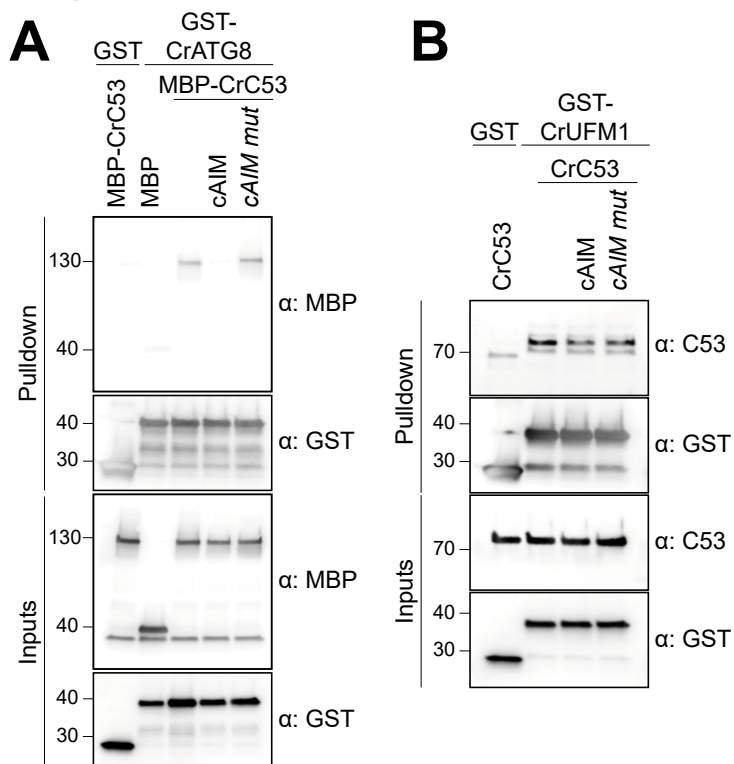 A
GST
GST-
CrATG8
MBP-CrC53
MBP-CrC53
MBP
cAIM
cAIM mut
Pulldown
130
40
α: MBP
40
30
α: GST
Inputs
130
40
α: MBP
40
30
α: GST
B
GST
GST-
CrUFM1
CrC53
CrC53
cAIM
cAIM mut
Pulldown
70
α: C53
40
30
α: GST
Inputs
70
α: C53
40
30
α: GST